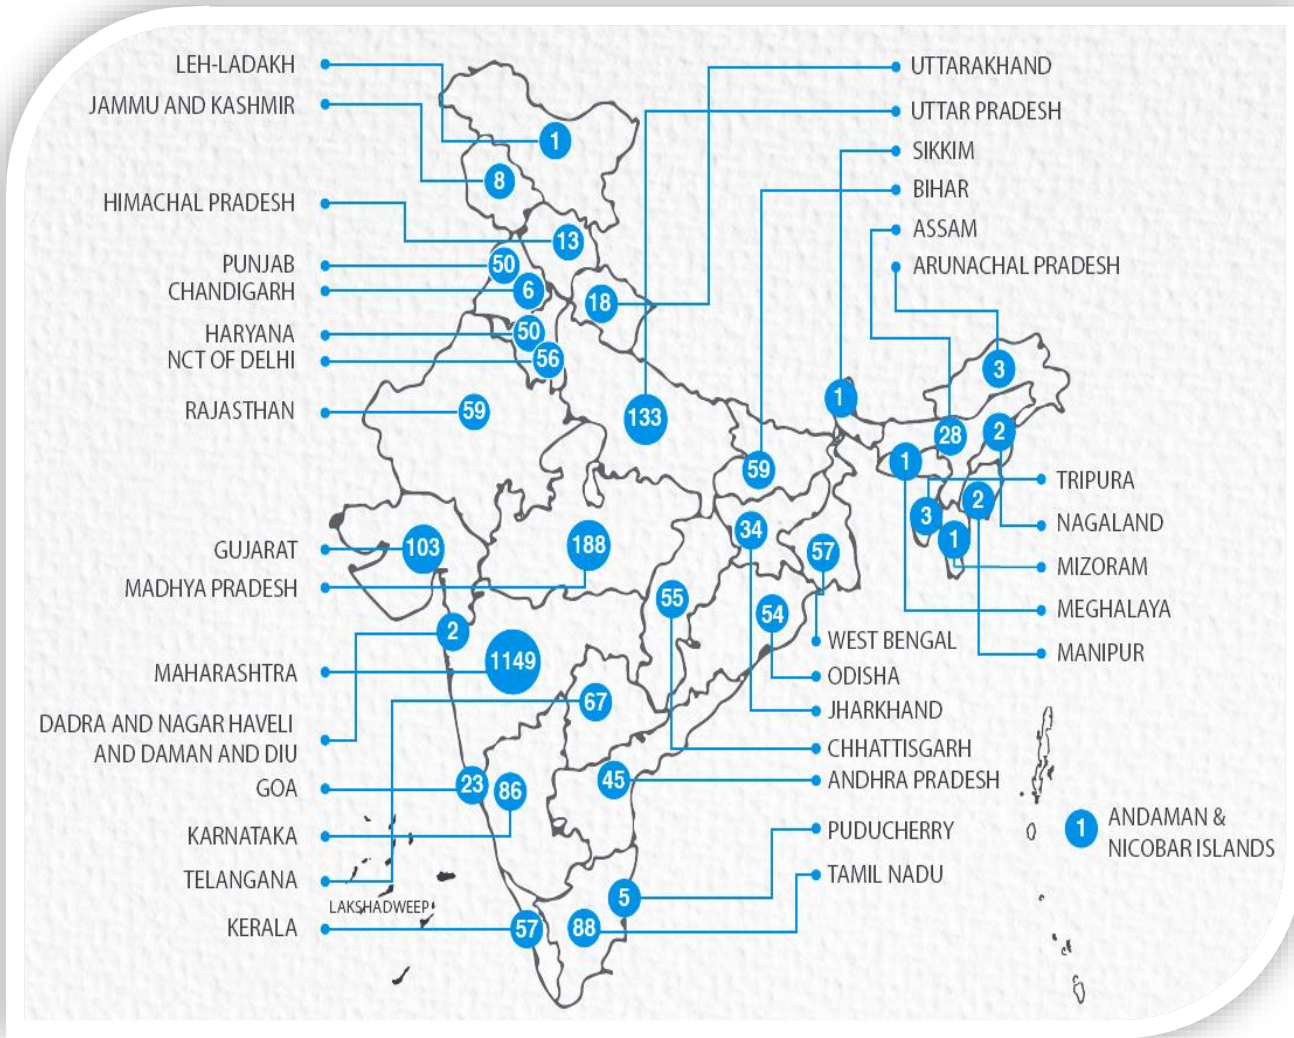 LEH-LADAKH
JAMMU AND KASHMIR
HIMACHAL PRADESH
PUNJAB
CHANDIGARH
HARYANA
NCT OF DELHI
RAJASTHAN
GUJARAT
MADHYA PRADESH
MAHARASHTRA
DADRA AND NAGAR HAVELI
AND DAMAN AND DIU
GOA
KARNATAKA
TELANGANA
LAKSHADWEEP
KERALA
1
8
13
50
6
18
50
56
59
133
59
103
188
34
57
55
54
2
1149
67
23
86
45
5
57
88
1
3
28
2
1
3
2
1
UTTARAKHAND
UTTAR PRADESH
SIKKIM
BIHAR
ASSAM
ARUNACHAL PRADESH
TRIPURA
NAGALAND
MIZORAM
MEGHALAYA
MANIPUR
WEST BENGAL
ODISHA
JHARKHAND
CHHATTISGARH
ANDHRA PRADESH
PUDUCHERRY
TAMIL NADU
1
ANDAMAN &
NICOBAR ISLANDS